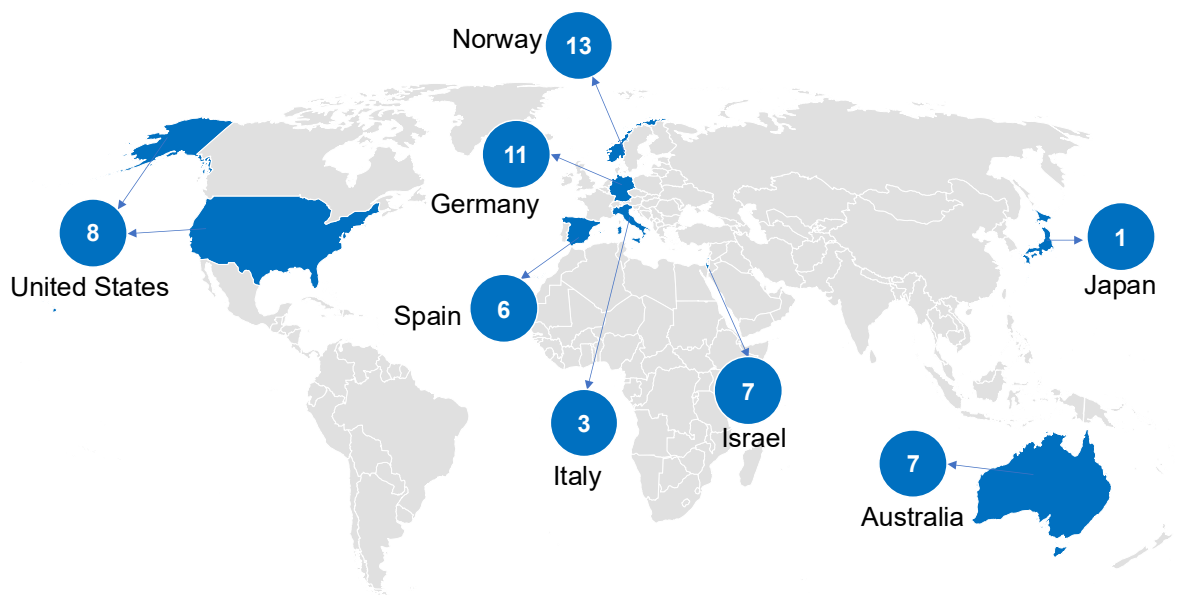 Norway
13
11
Germany
8
United States
1
Japan
Spain
6
7
Israel
3
Italy
7
Australia